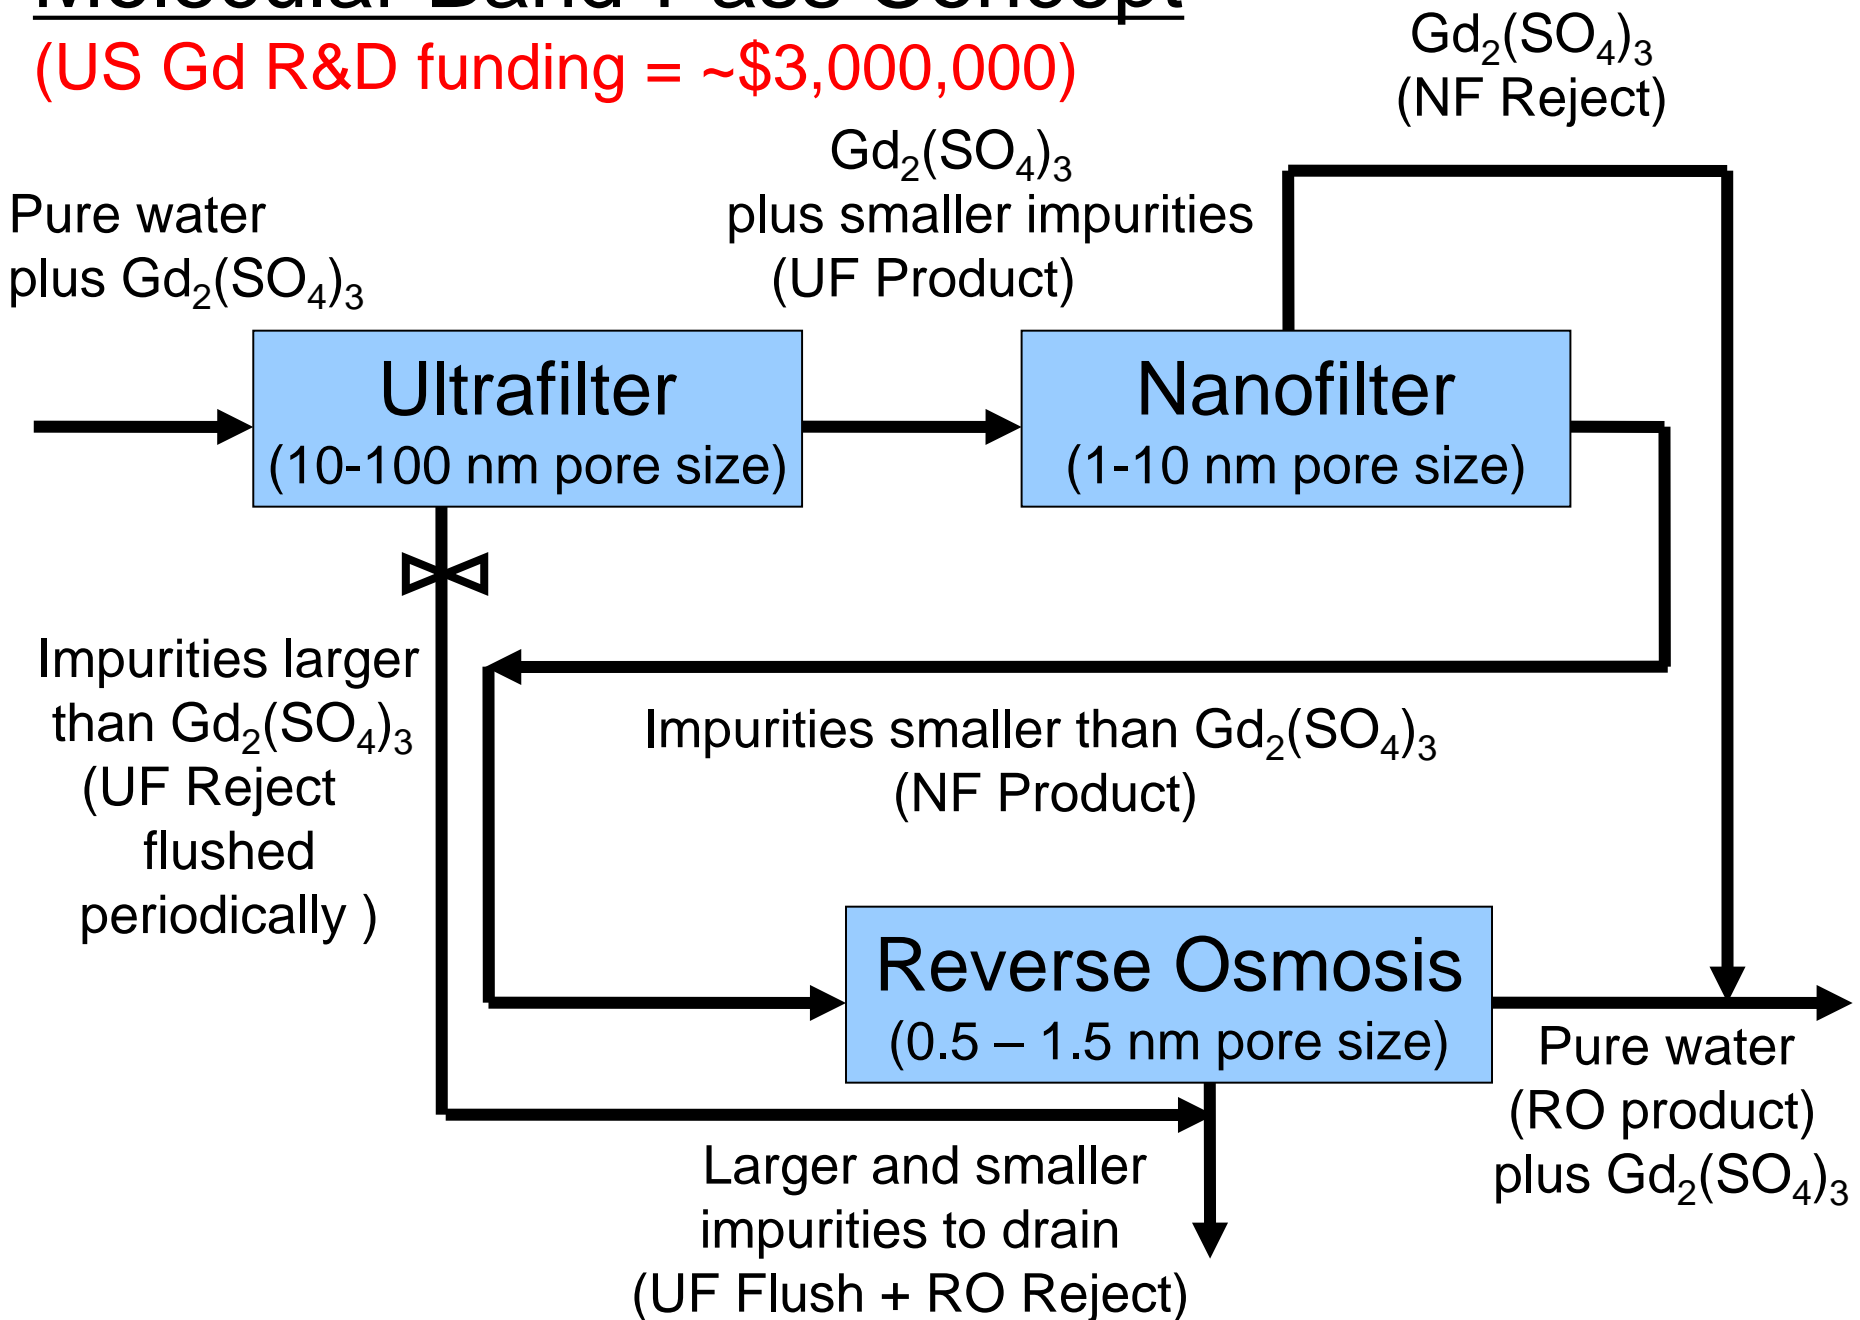 Molecular Band-Pass Concept
(US Gd R&D funding = ~$3,000,000)
Gd₂(SO₄)₃
(NF Reject)
Gd₂(SO₄)₃
plus smaller impurities
(UF Product)
Pure water
plus Gd₂(SO₄)₃
Ultrafilter
(10-100 nm pore size)
Nanofilter
(1-10 nm pore size)
Impurities larger
than Gd₂(SO₄)₃
(UF Reject
flushed
periodically )
Impurities smaller than Gd₂(SO₄)₃
(NF Product)
Reverse Osmosis
(0.5 – 1.5 nm pore size)
Pure water
(RO product)
plus Gd₂(SO₄)₃
Larger and smaller
impurities to drain
(UF Flush + RO Reject)